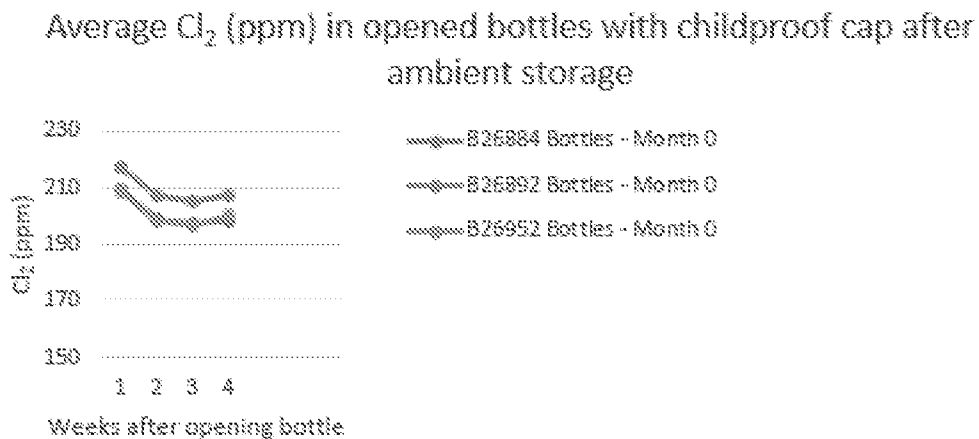 Average Cl₂ (ppm) in opened bottles with childproof cap after
ambient storage
230
210
190
170
150
Cl₂ (ppm)
1 2 3 4
Weeks after opening bottle
B26884 Bottles - Month 0
B26892 Bottles - Month 0
B26952 Bottles - Month 0